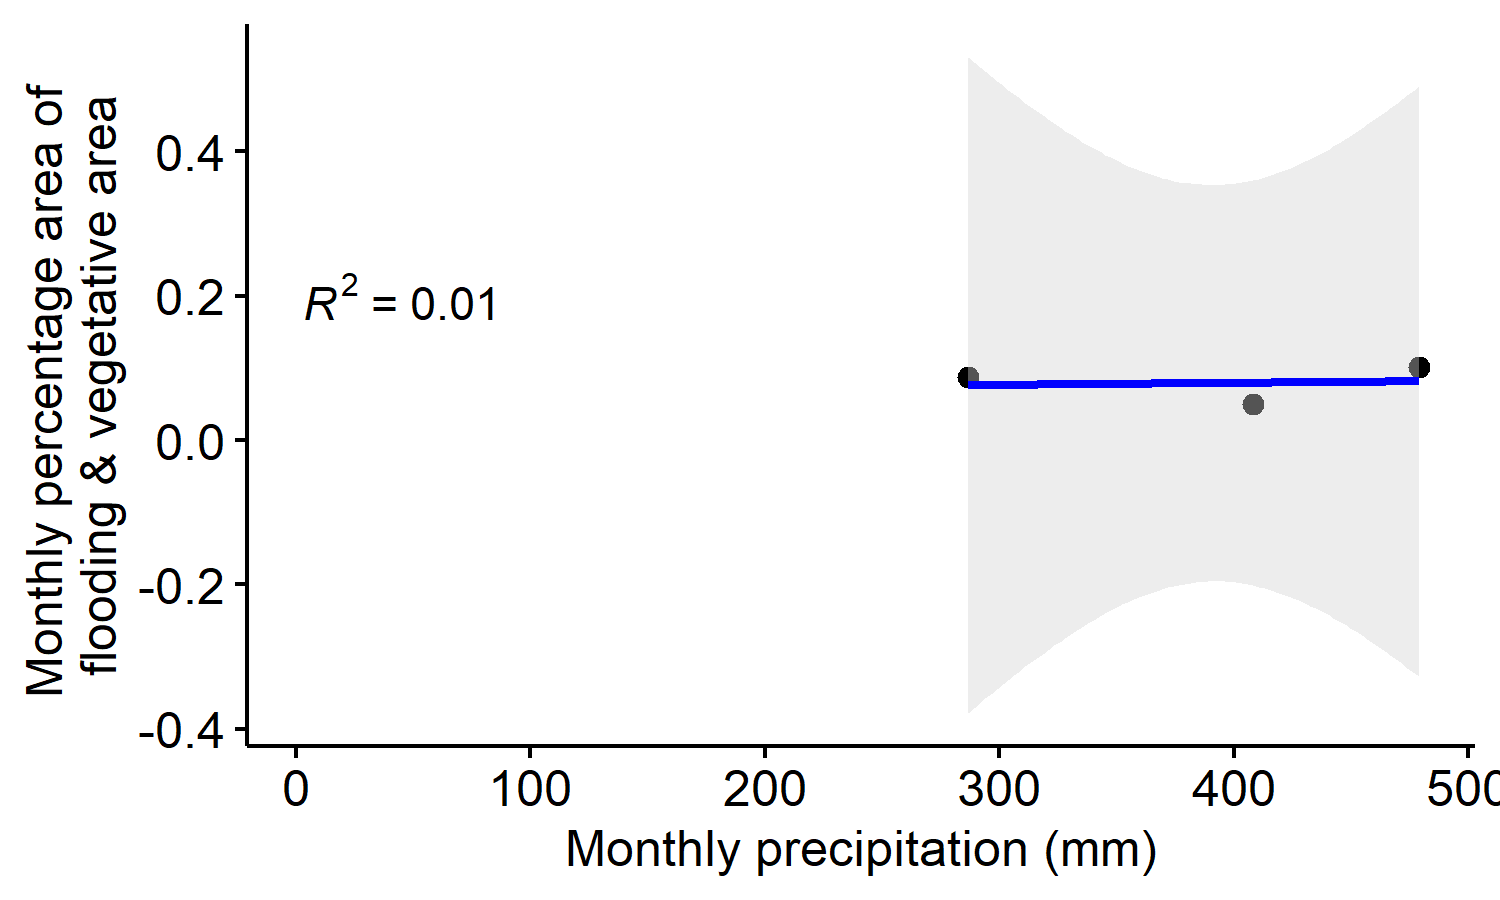 Monthly percentage area of
flooding & vegetative area
0.4
0.2
0.0
-0.2
-0.4
R² = 0.01
0 100 200 300 400 500
Monthly precipitation (mm)